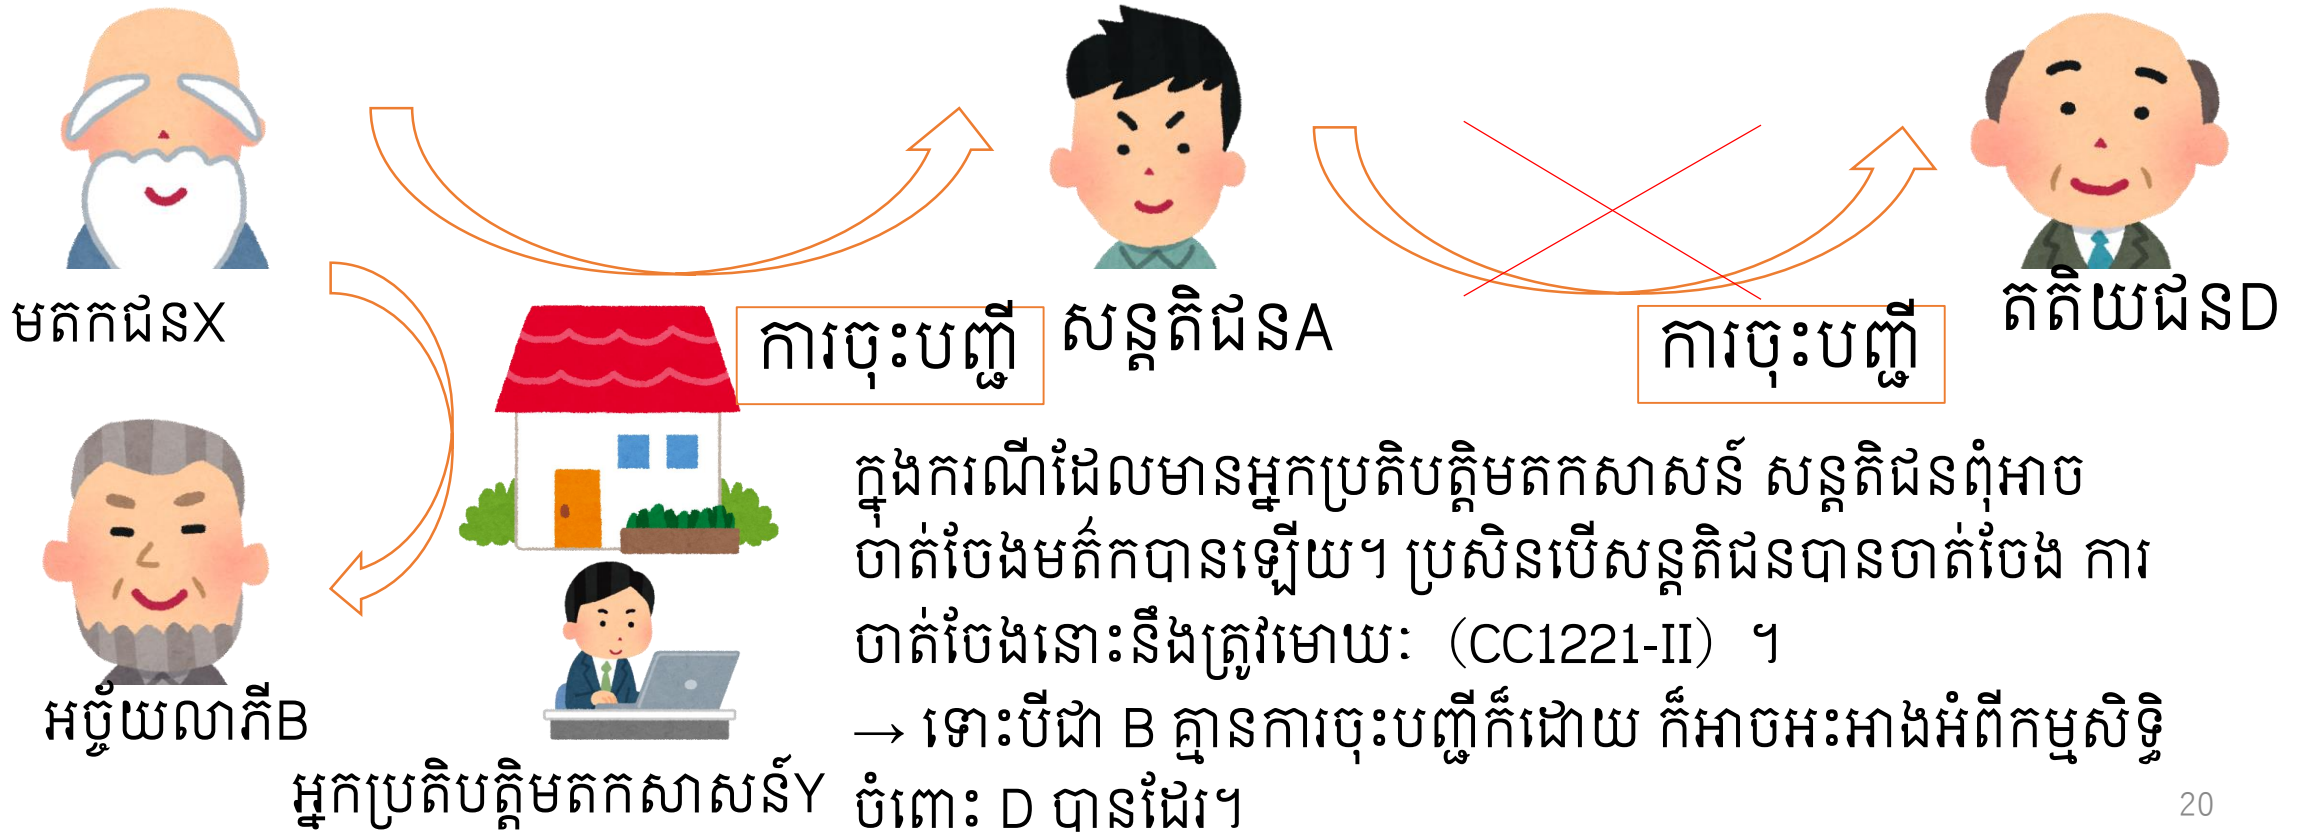 មតកជនX
ការចុះបញ្ជី
សន្តតិជនA
ការចុះបញ្ជី
តតិយជនD
អច្ច័យលាភីB
អ្នកប្រតិបត្តិមតកសាសន៍Y
ក្នុងករណីដែលមានអ្នកប្រតិបត្តិមតកសាសន៍ សន្តតិជនពុំអាច
ចាត់ចែងមត៌កបានឡើយ។ ប្រសិនបើសន្តតិជនបានចាត់ចែង ការ
ចាត់ចែងនោះនឹងត្រូវមោឃៈ（CC1221-II）។
→ ទោះបីជា B គ្មានការចុះបញ្ជីក៏ដោយ ក៏អាចអះអាងអំពីកម្មសិទ្ធិ
ចំពោះ D បានដែរ។
20